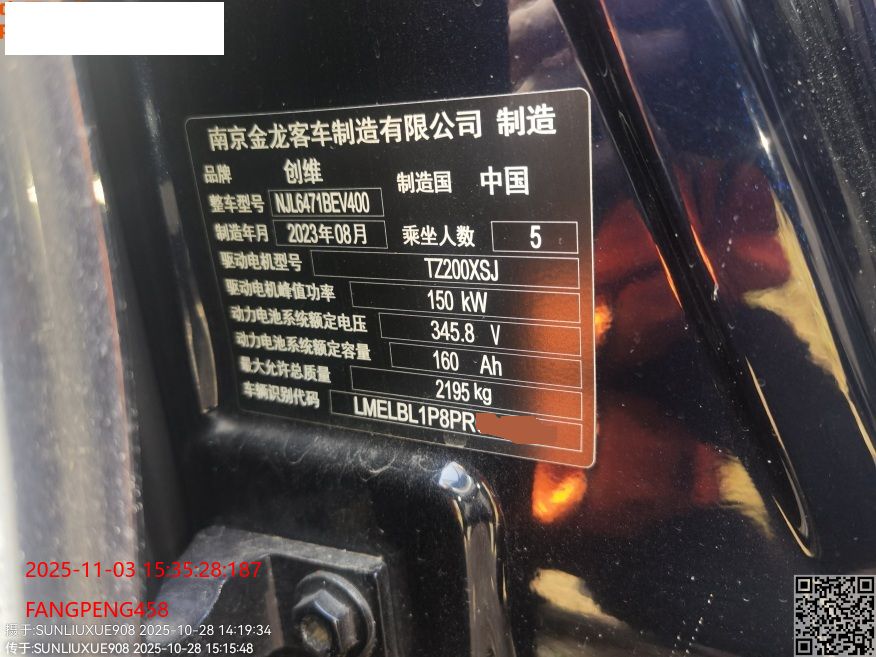 南京金龙客车制造有限公司 制造
品牌 创维
制造国 中国
整车型号 NJL6471BEV400
制造年月 2023年08月 乘坐人数 5
驱动电机型号 TZ200XSJ
驱动电机峰值功率 150 kW
动力电池系统额定电压 345.8 V
动力电池系统额定容量 160 Ah
最大允许总质量 2195 kg
车辆识别代码 LMELBL1P8PR
2025-11-03 15:35:28:187
FANGPENG458
摄于:SUNLIUXUE908 2025-10-28 14:19:34
传于:SUNLIUXUE908 2025-10-28 15:15:48